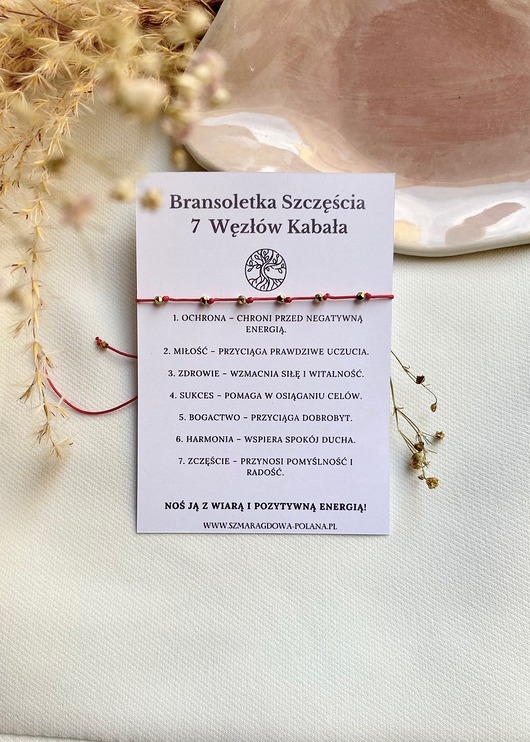 Bransoletka Szczęścia
7 Węzłów Kabała
1. OCHRONA – CHRONI PRZED NEGATYWNĄ
ENERGIĄ.
2. MIŁOŚĆ – PRZYCIĄGA PRAWDZIWE UCZUCIA.
3. ZDROWIE – WZMACNIA SIŁĘ I WITALNOŚĆ.
4. SUKCES – POMAGA W OSIĄGANIU CELÓW.
5. BOGACTWO – PRZYCIĄGA DOBROBYT.
6. HARMONIA – WSPIERA SPOKÓJ DUCHA.
7. ZCZĘŚCIE – PRZYNOSI POMYŚLNOŚĆ I
RADOŚĆ.
NOŚ JĄ Z WIARĄ I POZYTYWNĄ ENERGIĄ!
WWW.SZMARAGDOWA-POLANA.PL